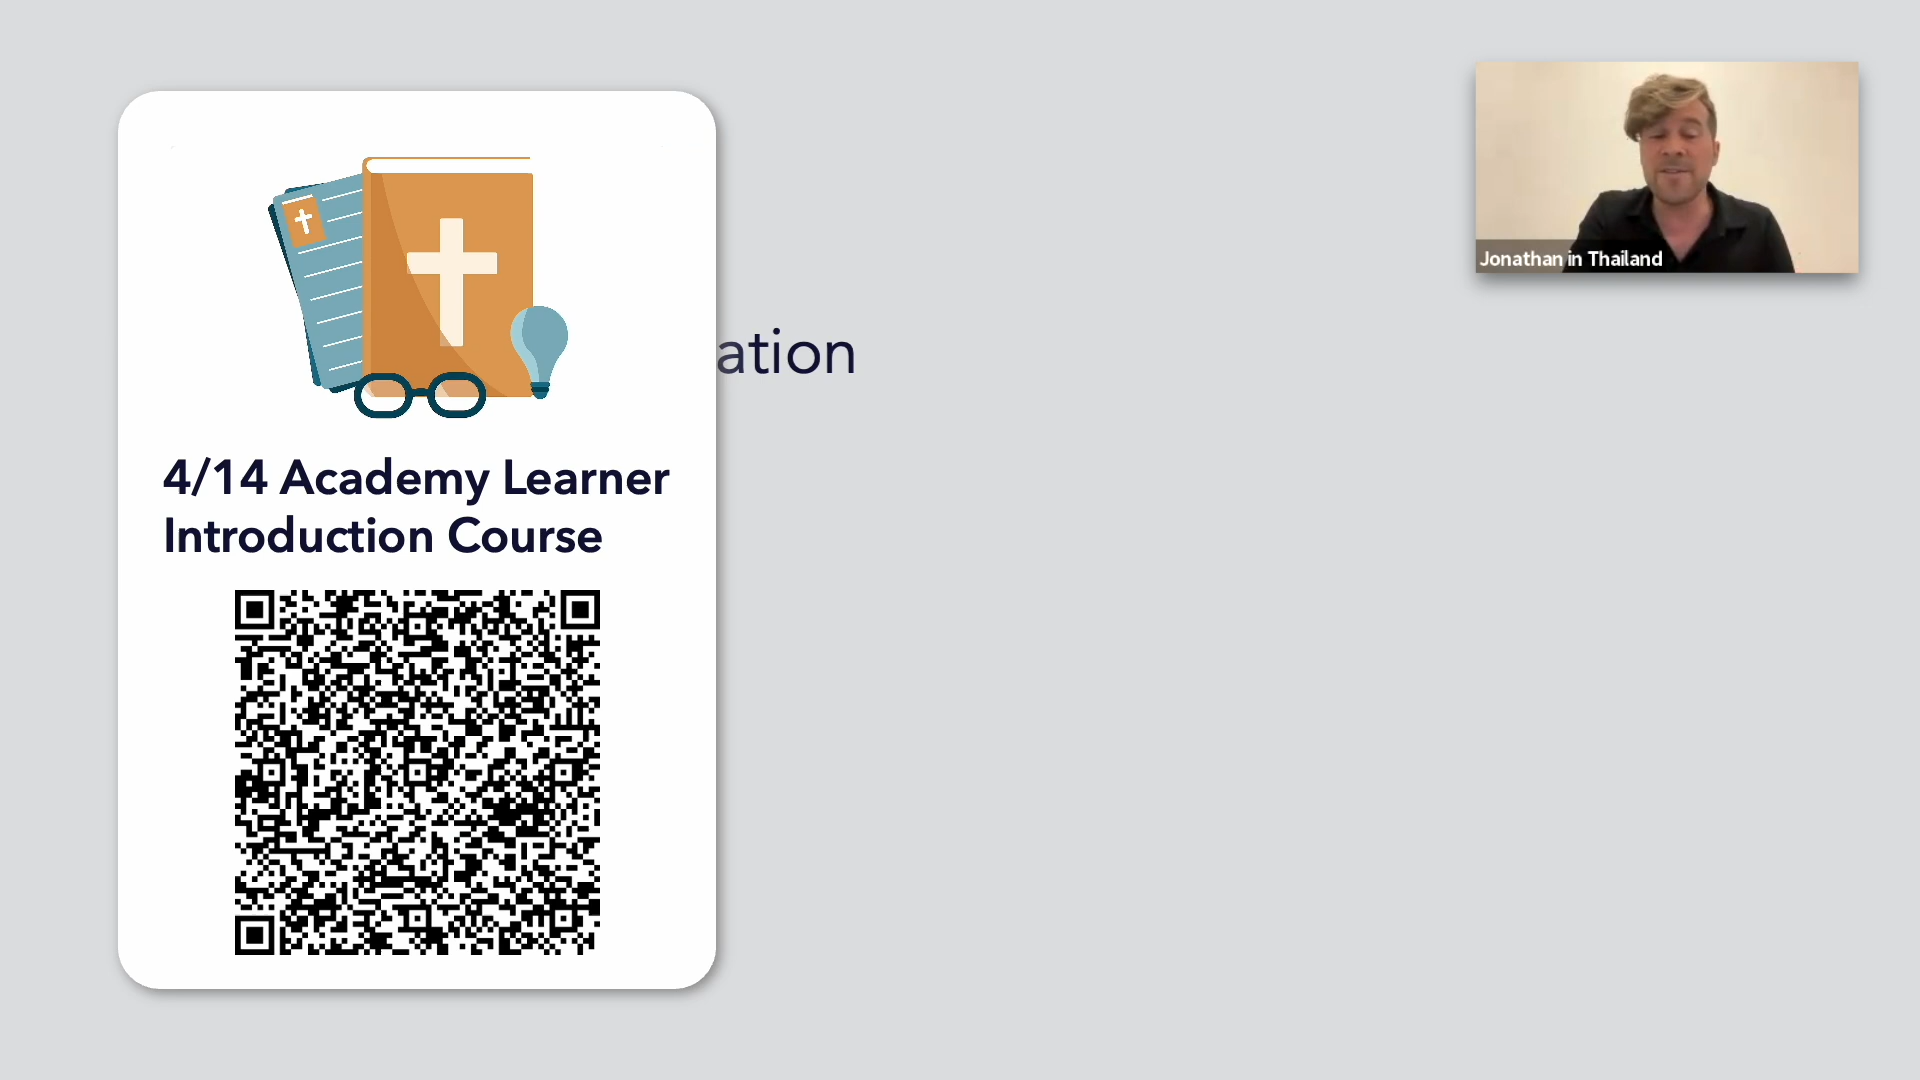 4/14 Academy Learner
Introduction Course
ation
Jonathan in Thailand